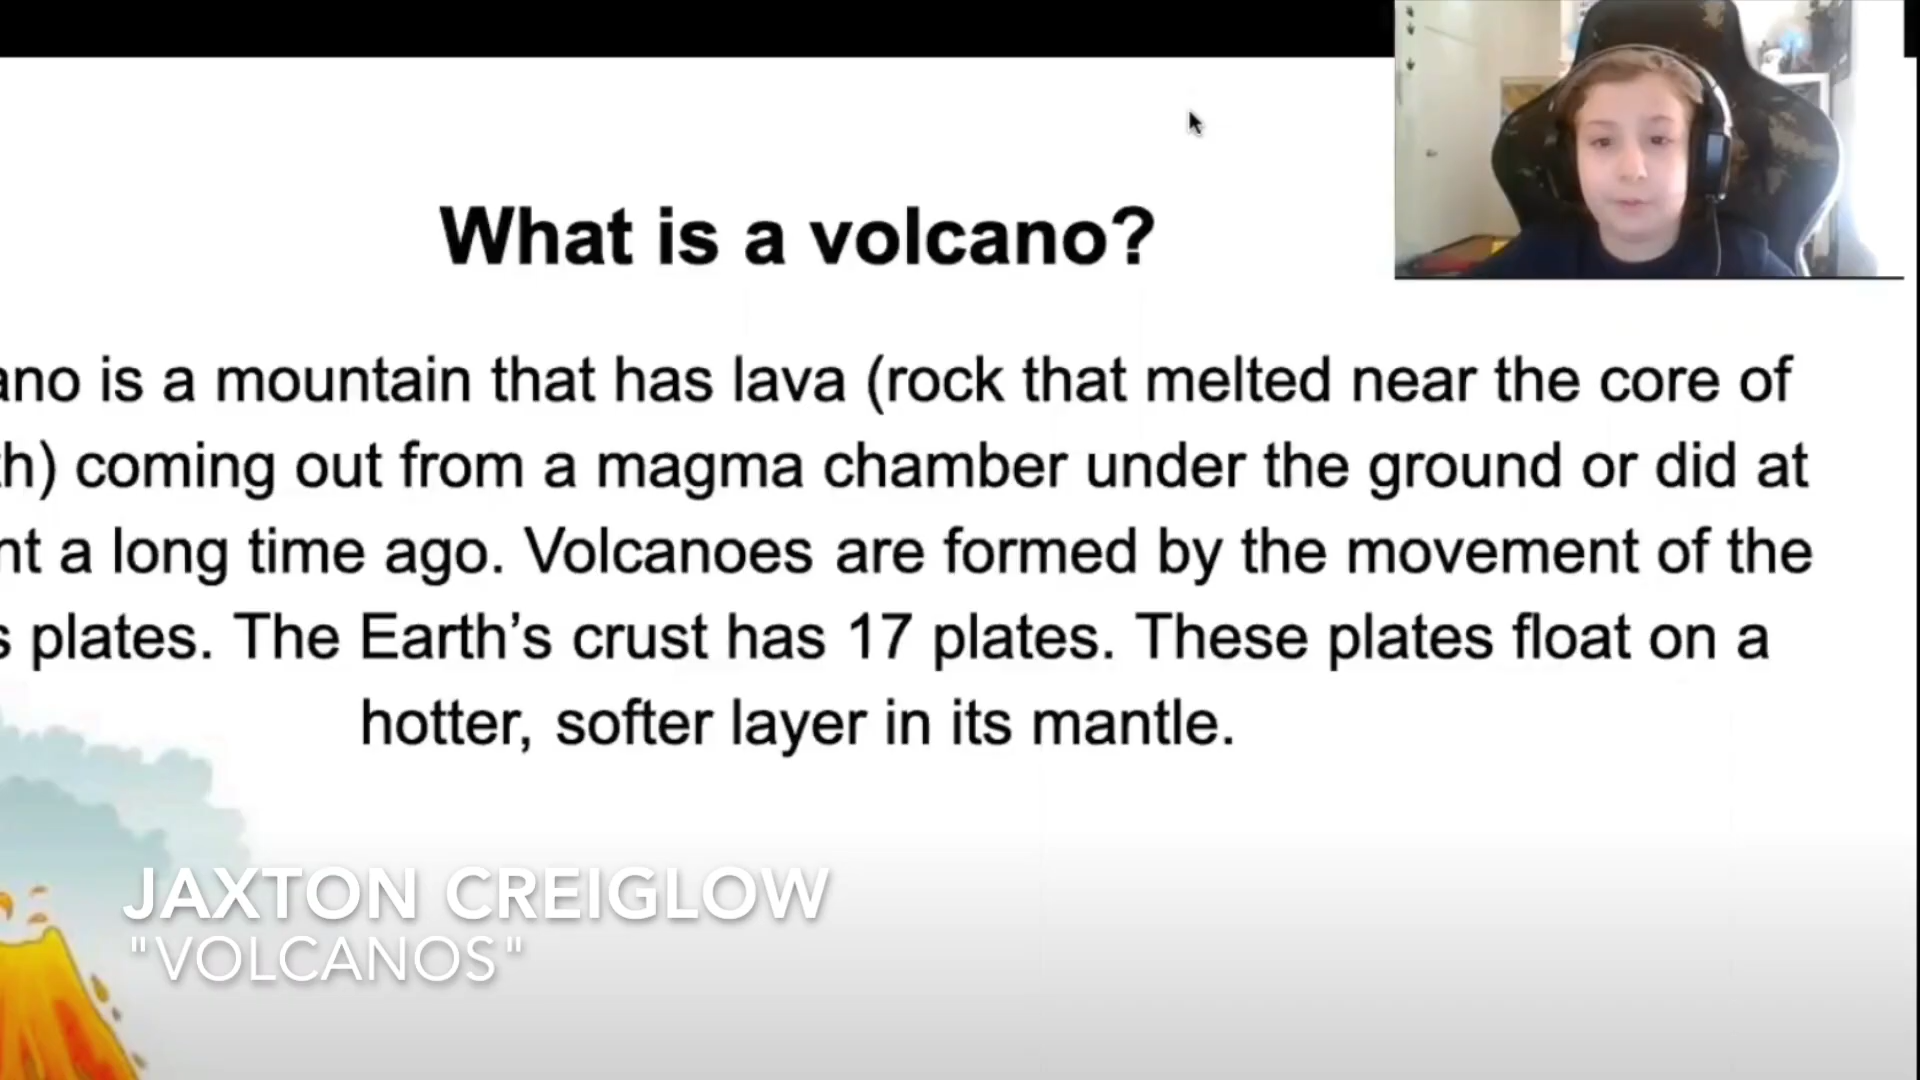 What is a volcano?
ano is a mountain that has lava (rock that melted near the core of
th) coming out from a magma chamber under the ground or did at
nt a long time ago. Volcanoes are formed by the movement of the
s plates. The Earth’s crust has 17 plates. These plates float on a
hotter, softer layer in its mantle.
JAXTON CREIGLOW
"VOLCANOS"